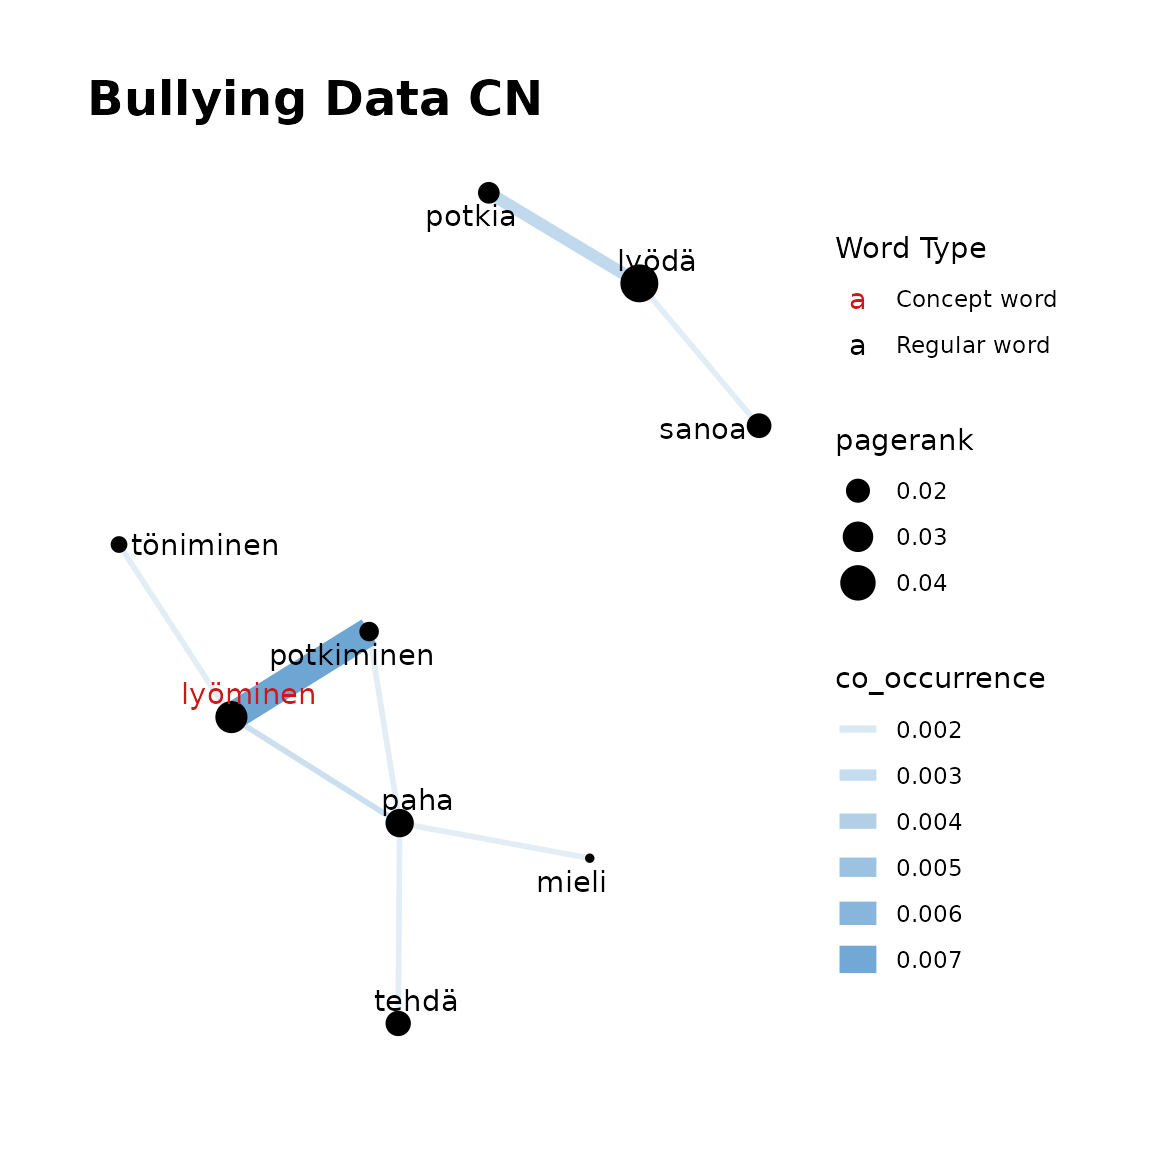 Bullying Data CN
potkia
lyödä
sanoa
töniminen
potkiminen
lyöminen
paha
mieli
tehdä
Word Type
a Concept word
a Regular word
pagerank
0.02
0.03
0.04
co_occurrence
0.002
0.003
0.004
0.005
0.006
0.007